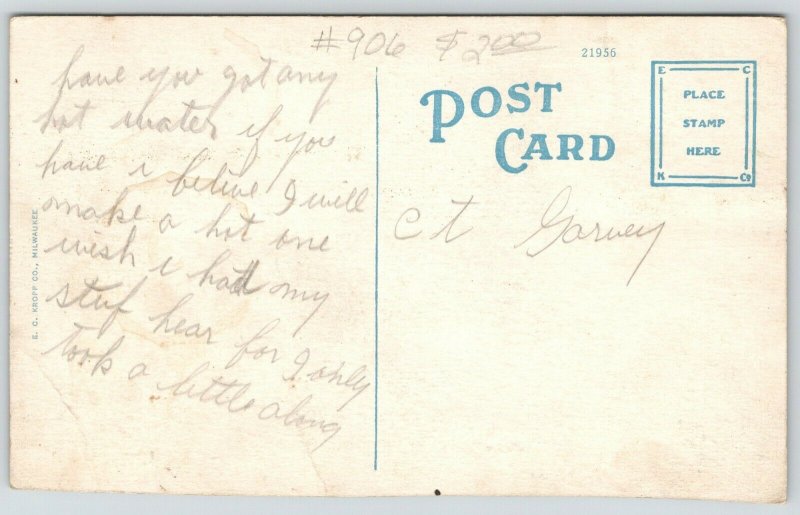 #906 $2.00
21956
have you got any
hot water if you
have i belive I will
make a hot one
wish i had my
stuf hear for I only
took a little along
E. C. KROPP CO., MILWAUKEE
POST
CARD
E C
PLACE
STAMP
HERE
K Co
C t Garvey